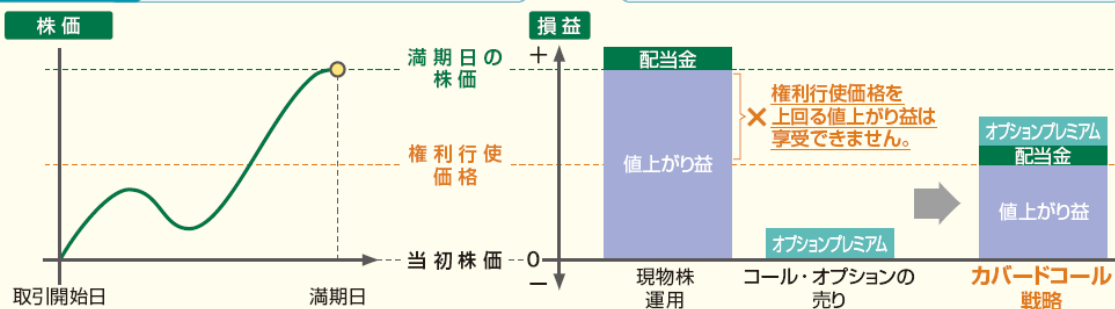 株価
満期日の
株価
権利行使
価格
当初株価
取引開始日
満期日
損益
+
0
−
配当金
値上がり益
権利行使価格を
上回る値上がり益は
享受できません。
オプションプレミアム
オプションプレミアム
配当金
値上がり益
現物株
運用
コール・オプションの
売り
カバードコール
戦略